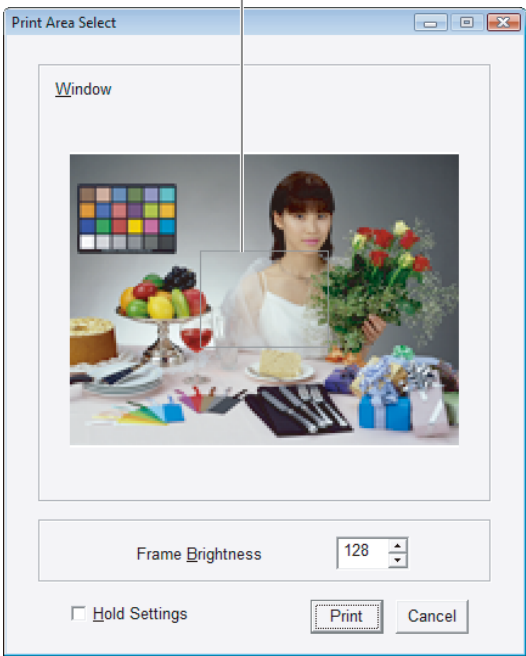 Print Area Select
Window
Frame Brightness
128
Hold Settings
Print
Cancel